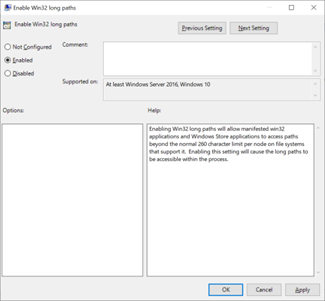 Enable Win32 long paths
Enable Win32 long paths
Previous Setting
Next Setting
Not Configured
Comment:
Enabled
Disabled
Supported on:
At least Windows Server 2016, Windows 10
Options:
Help:
Enabling Win32 long paths will allow manifested win32
applications and Windows Store applications to access paths
beyond the normal 260 character limit per node on file systems
that support it. Enabling this setting will cause the long paths to
be accessible within the process.
OK
Cancel
Apply